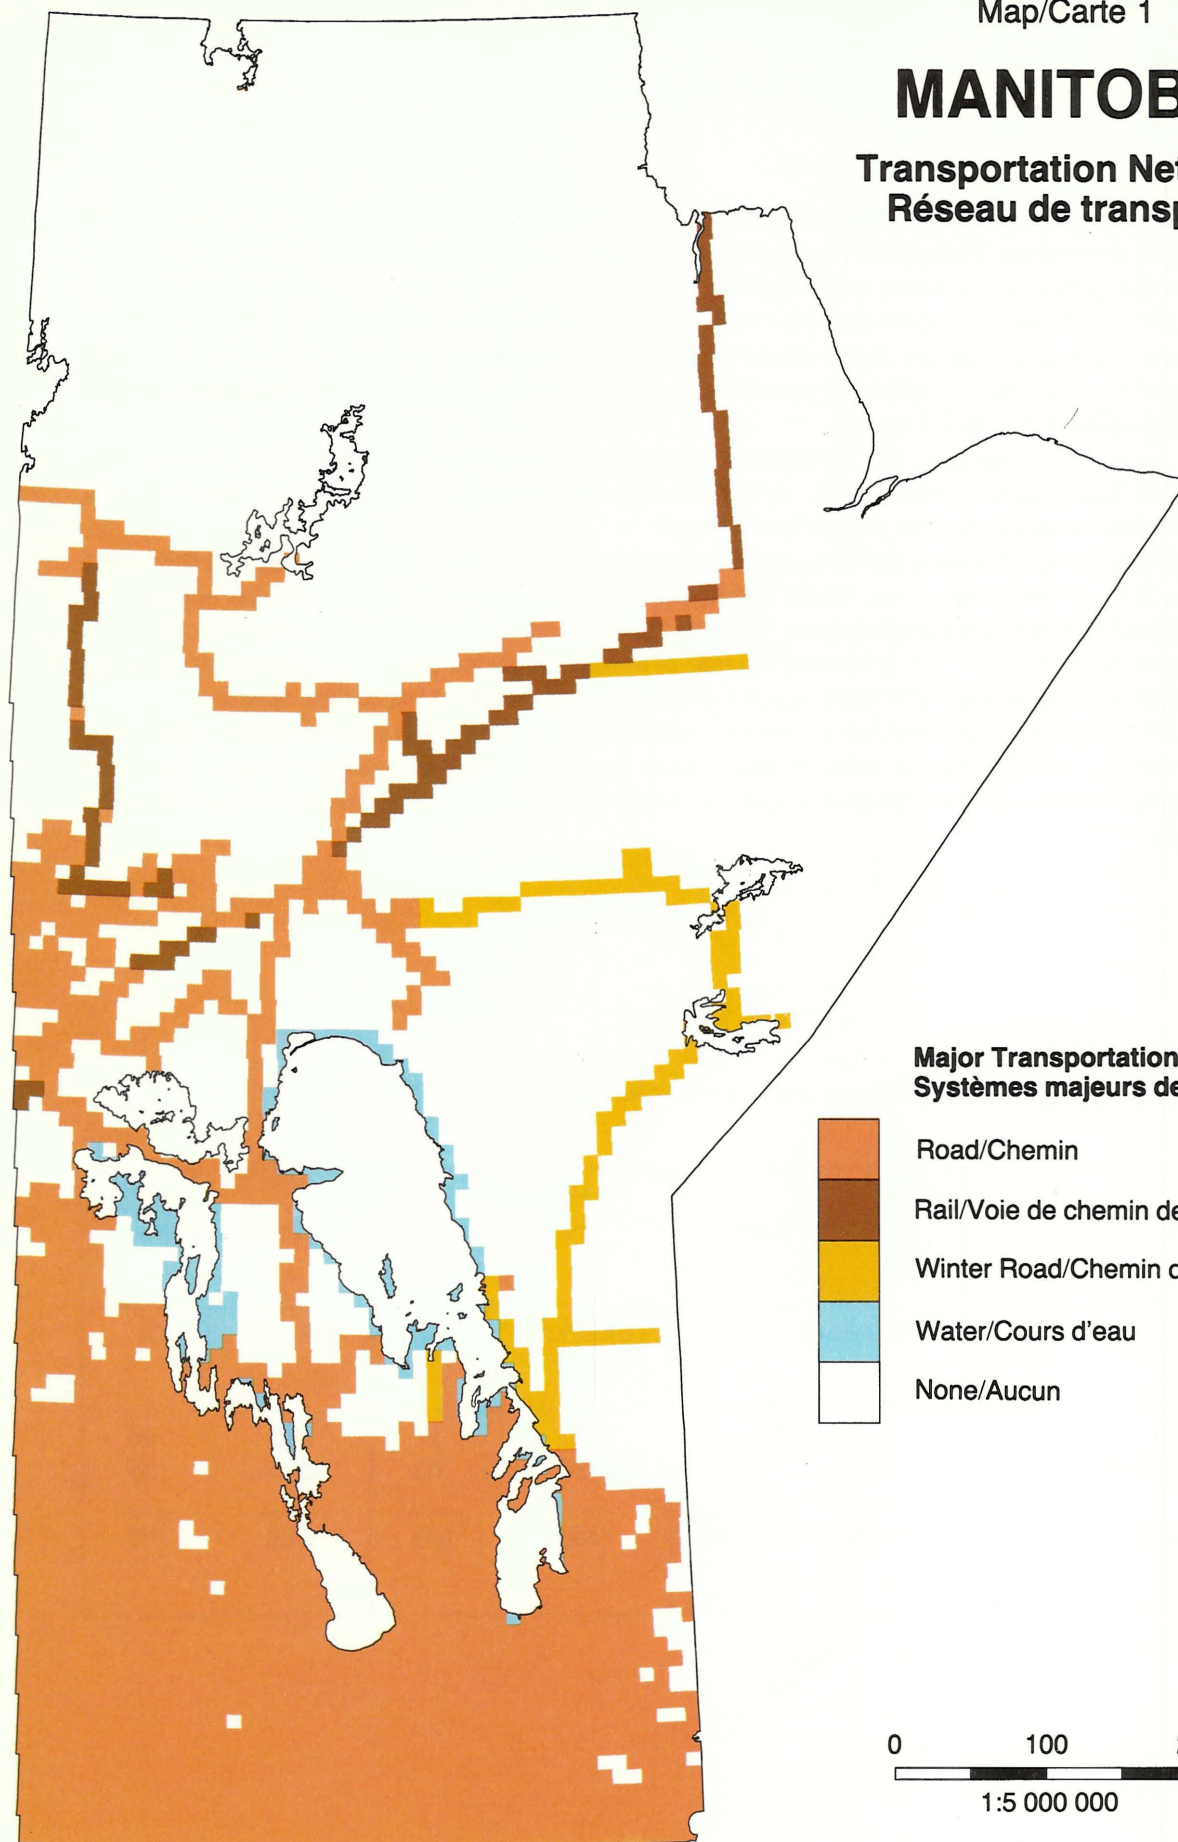 Map/Carte 1
MANITOB
Transportation Net
Réseau de transp
Major Transportation
Systèmes majeurs de
Road/Chemin
Rail/Voie de chemin de
Winter Road/Chemin d
Water/Cours d'eau
None/Aucun
0 100
1:5 000 000